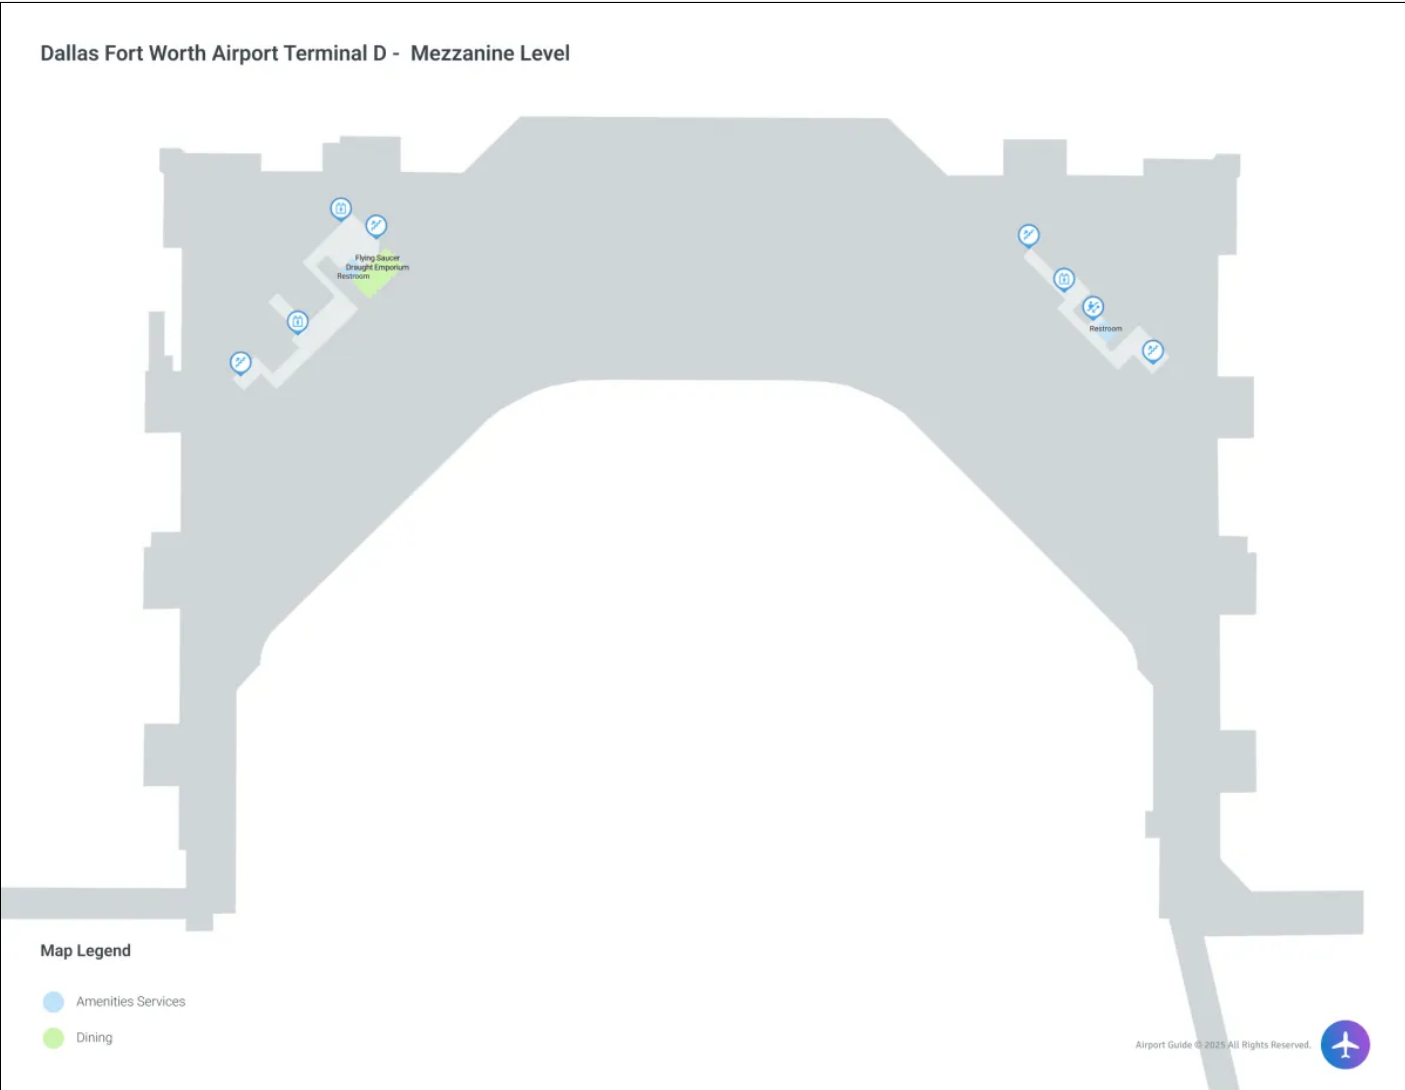 Dallas Fort Worth Airport Terminal D - Mezzanine Level
Flying Saucer
Draught Emporium
Restroom
Restroom
Map Legend
Amenities Services
Dining
Airport Guide © 2025 All Rights Reserved.